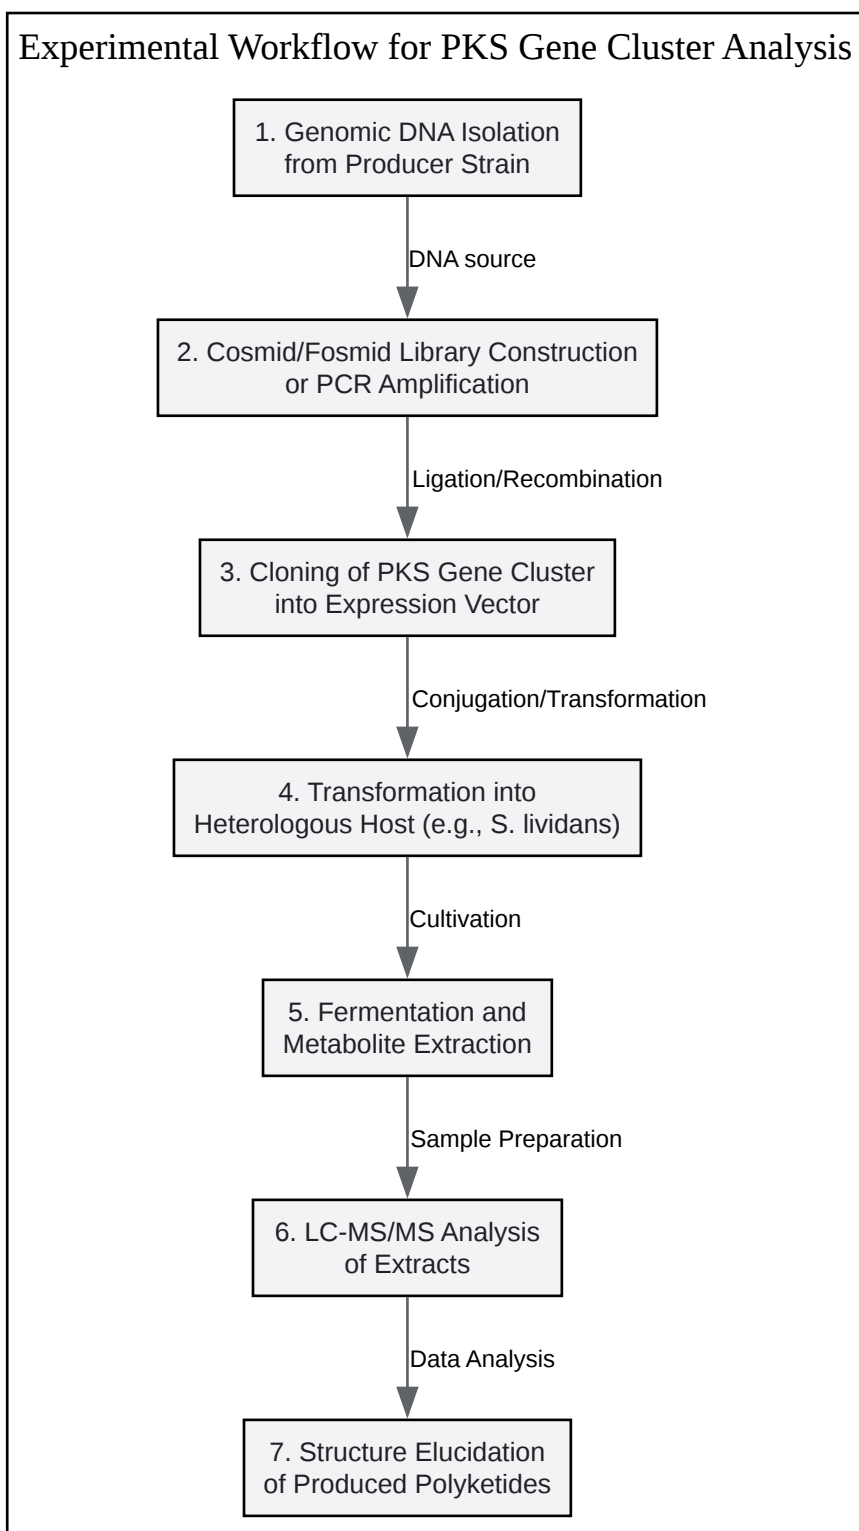 Experimental Workflow for PKS Gene Cluster Analysis
1. Genomic DNA Isolation
from Producer Strain
DNA source
2. Cosmid/Fosmid Library Construction
or PCR Amplification
Ligation/Recombination
3. Cloning of PKS Gene Cluster
into Expression Vector
Conjugation/Transformation
4. Transformation into
Heterologous Host (e.g., S. lividans)
Cultivation
5. Fermentation and
Metabolite Extraction
Sample Preparation
6. LC-MS/MS Analysis
of Extracts
Data Analysis
7. Structure Elucidation
of Produced Polyketides